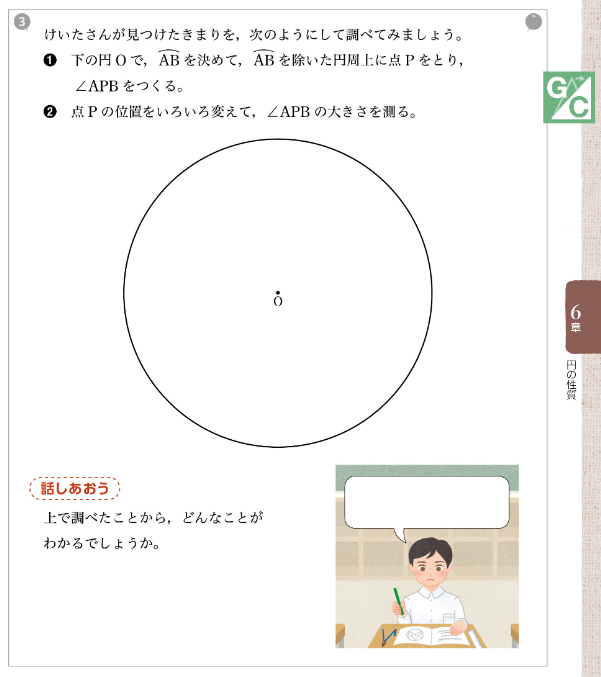 3
けいたさんが見つけたきまりを，次のようにして調べてみましょう。
❶ 下の円 O で，AB を決めて，AB を除いた円周上に点 P をとり，
∠APB をつくる。
❷ 点 P の位置をいろいろ変えて，∠APB の大きさを測る。
GC
O
6章
円の性質
話しあおう
上で調べたことから，どんなことが
わかるでしょうか。